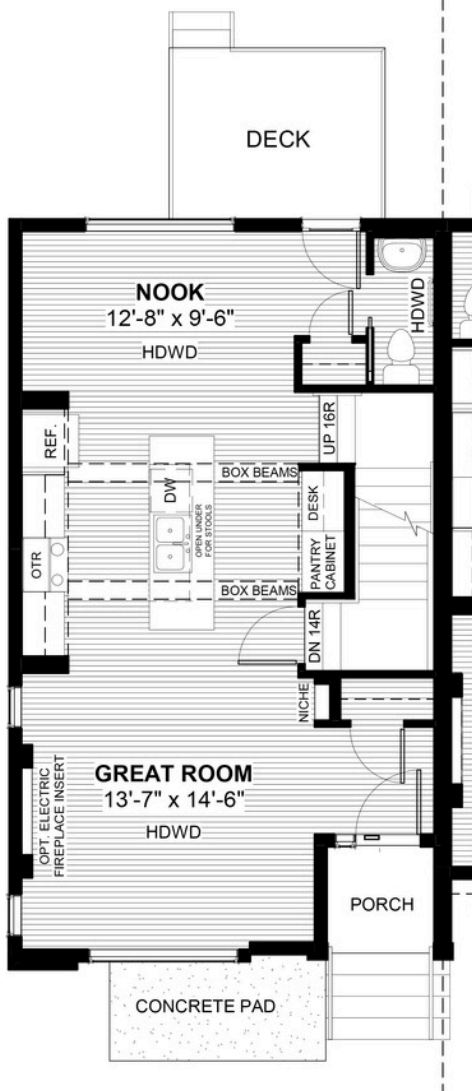 DECK
NOOK
12'-8" x 9'-6"
HDWD
HDWD
REF.
UP 16R
BOX BEAMS
DW
OPEN UNDER
FOR STOOLS
DESK
PANTRY
CABINET
OTR
BOX BEAMS
DN 14R
NICHE
GREAT ROOM
13'-7" x 14'-6"
HDWD
OPT. ELECTRIC
FIREPLACE INSERT
PORCH
CONCRETE PAD